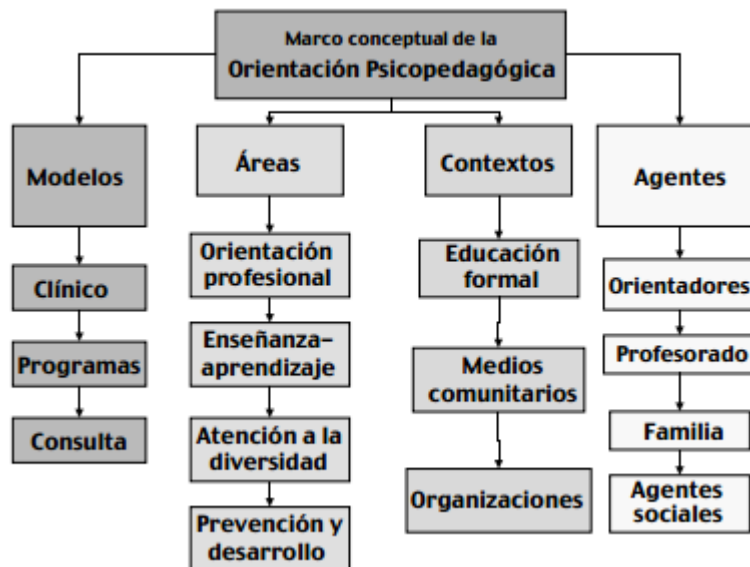 Marco conceptual de la
Orientación Psicopedagógica
Modelos
Clínico
Programas
Consulta
Áreas
Orientación
profesional
Enseñanza-
aprendizaje
Atención a la
diversidad
Prevención y
desarrollo
Contextos
Educación
formal
Medios
comunitarios
Organizaciones
Agentes
Orientadores
Profesorado
Familia
Agentes
sociales